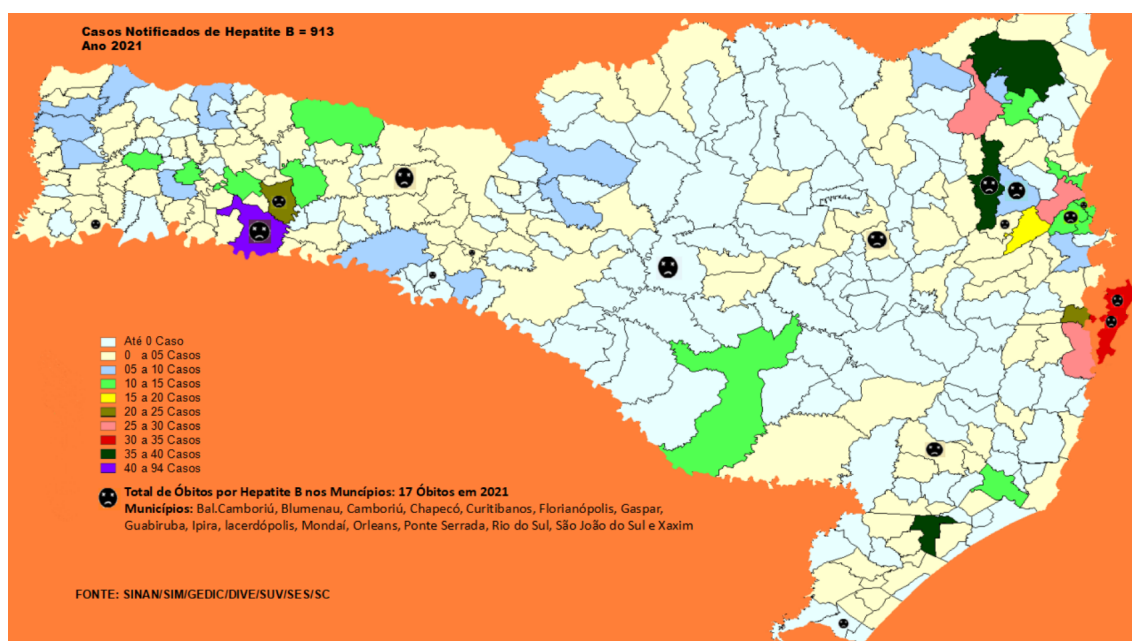 Casos Notificados de Hepatite B = 913
Ano 2021
Até 0 Caso
0 a 05 Casos
05 a 10 Casos
10 a 15 Casos
15 a 20 Casos
20 a 25 Casos
25 a 30 Casos
30 a 35 Casos
35 a 40 Casos
40 a 94 Casos
Total de Óbitos por Hepatite B nos Muncípios: 17 Óbitos em 2021
Municípios: Bal.Camboriú, Blumenau, Camboriú, Chapecó, Curitibanos, Florianópolis, Gaspar,
Guabiruba, Ipira, lacerdópolis, Mondaí, Orleans, Ponte Serrada, Rio do Sul, São João do Sul e Xaxim
FONTE: SINAN/SIM/GEDIC/DIVE/SUV/SES/SC